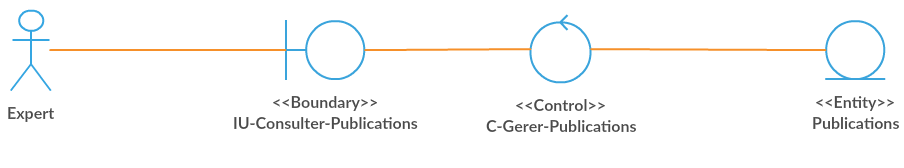 Expert
<<Boundary>>
IU-Consulter-Publications
<<Control>>
C-Gerer-Publications
<<Entity>>
Publications